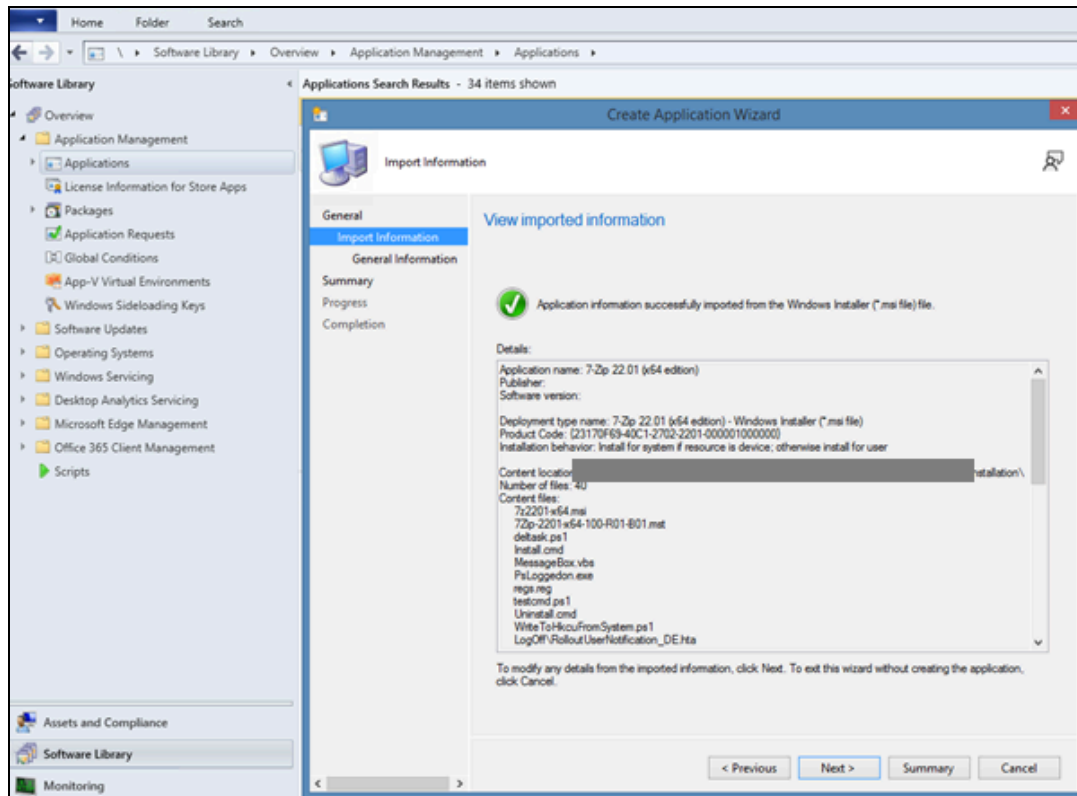 Home Folder Search
\ Software Library Overview Application Management Applications
Software Library
Applications Search Results - 34 items shown
Overview
Application Management
Applications
License Information for Store Apps
Packages
Application Requests
Global Conditions
App-V Virtual Environments
Windows Sideloading Keys
Software Updates
Operating Systems
Windows Servicing
Desktop Analytics Servicing
Microsoft Edge Management
Office 365 Client Management
Scripts
Assets and Compliance
Software Library
Monitoring
Create Application Wizard
Import Information
General
Import Information
General Information
Summary
Progress
Completion
View imported information
Application information successfully imported from the Windows Installer (*.msi file) file.
Details:
Application name: 7-Zip 22.01 (x64 edition)
Publisher:
Software version:
Deployment type name: 7-Zip 22.01 (x64 edition) - Windows Installer (*.msi file)
Product Code: {23170F69-40C1-2702-2201-000001000000}
Installation behavior: Install for system if resource is device; otherwise install for user
Content location nstallation\
Number of files: 40
Content files:
7z2201-x64.msi
7Zip-2201-x64-100-R01-B01.mst
deltask.ps1
Install.cmd
MessageBox.vbs
PsLoggedon.exe
regs.reg
testcmd.ps1
Uninstall.cmd
WriteToHkcuFromSystem.ps1
LogOff\RolloutUserNotification_DE.hta
To modify any details from the imported information, click Next. To exit this wizard without creating the application,
click Cancel.
< Previous Next > Summary Cancel